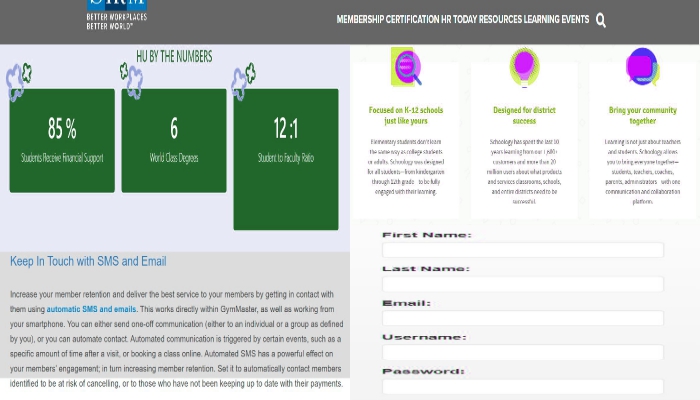 BETTER WORKPLACES
BETTER WORLD™
MEMBERSHIP CERTIFICATION HR TODAY RESOURCES LEARNING EVENTS
HU BY THE NUMBERS
85 %
Students Receive Financial Support
6
World Class Degrees
12 :1
Student to Faculty Ratio
Focused on K-12 schools
just like yours
Elementary students don't learn
the same way as college students
or adults. Schoology was designed
for all students—from kindergarten
through 12th grade to be fully
engaged with their learning.
Designed for district
success
Schoology has spent the last 10
years learning from our 1,600+
customers and more than 20
million users about what products
and services classrooms, schools,
and entire districts need to be
successful.
Bring your community
together
Learning is not just about teachers
and students. Schoology allows
you to bring everyone together—
students, teachers, coaches,
parents, administrators with one
communication and collaboration
platform.
Keep In Touch with SMS and Email
Increase your member retention and deliver the best service to your members by getting in contact with
them using automatic SMS and emails. This works directly within GymMaster, as well as working from
your smartphone. You can either send one-off communication (either to an individual or a group as defined
by you), or you can automate contact. Automated communication is triggered by certain events, such as a
specific amount of time after a visit, or booking a class online. Automated SMS has a powerful effect on
your members' engagement; in turn increasing member retention. Set it to automatically contact members
identified to be at risk of cancelling, or to those who have not been keeping up to date with their payments.
First Name:
Last Name:
Email:
Username:
Password: